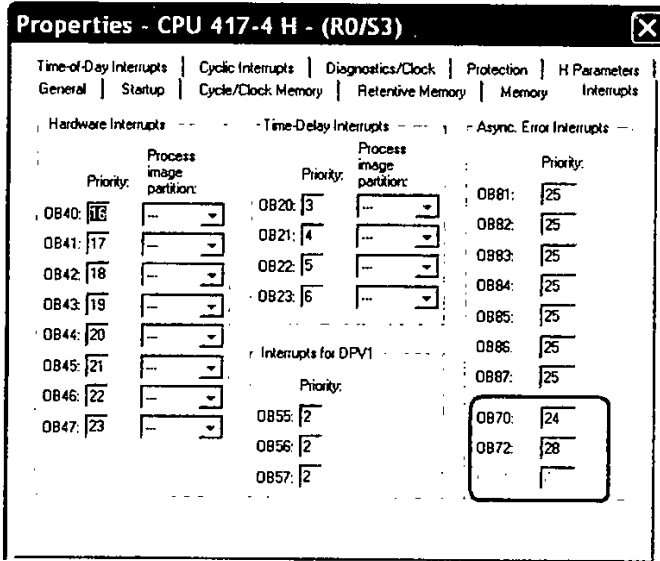 Properties - CPU 417-4 H - (R0/S3)
Time-of-Day Interrupts | Cyclic Interrupts | Diagnostics/Clock | Protection | H Parameters
General | Startup | Cycle/Clock Memory | Retentive Memory | Memory Interrupts
Hardware Interrupts
Priority: Process image partition:
OB40: 16 ---
OB41: 17 ---
OB42: 18 ---
OB43: 19 ---
OB44: 20 ---
OB45: 21 ---
OB46: 22 ---
OB47: 23 ---
Time-Delay Interrupts
Priority: Process image partition:
OB20: 3 ---
OB21: 4 ---
OB22: 5 ---
OB23: 6 ---
Interrupts for DPV1
Priority:
OB55: 2
OB56: 2
OB57: 2
Async. Error Interrupts
Priority:
OB81: 25
OB82: 25
OB83: 25
OB84: 25
OB85: 25
OB86: 25
OB87: 25
OB70: 24
OB72: 28